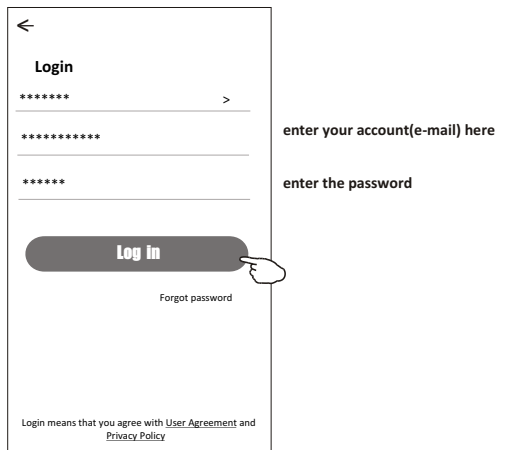 Login
******* >
***********
enter your account(e-mail) here
******
enter the password
Log in
Forgot password
Login means that you agree with User Agreement and
Privacy Policy